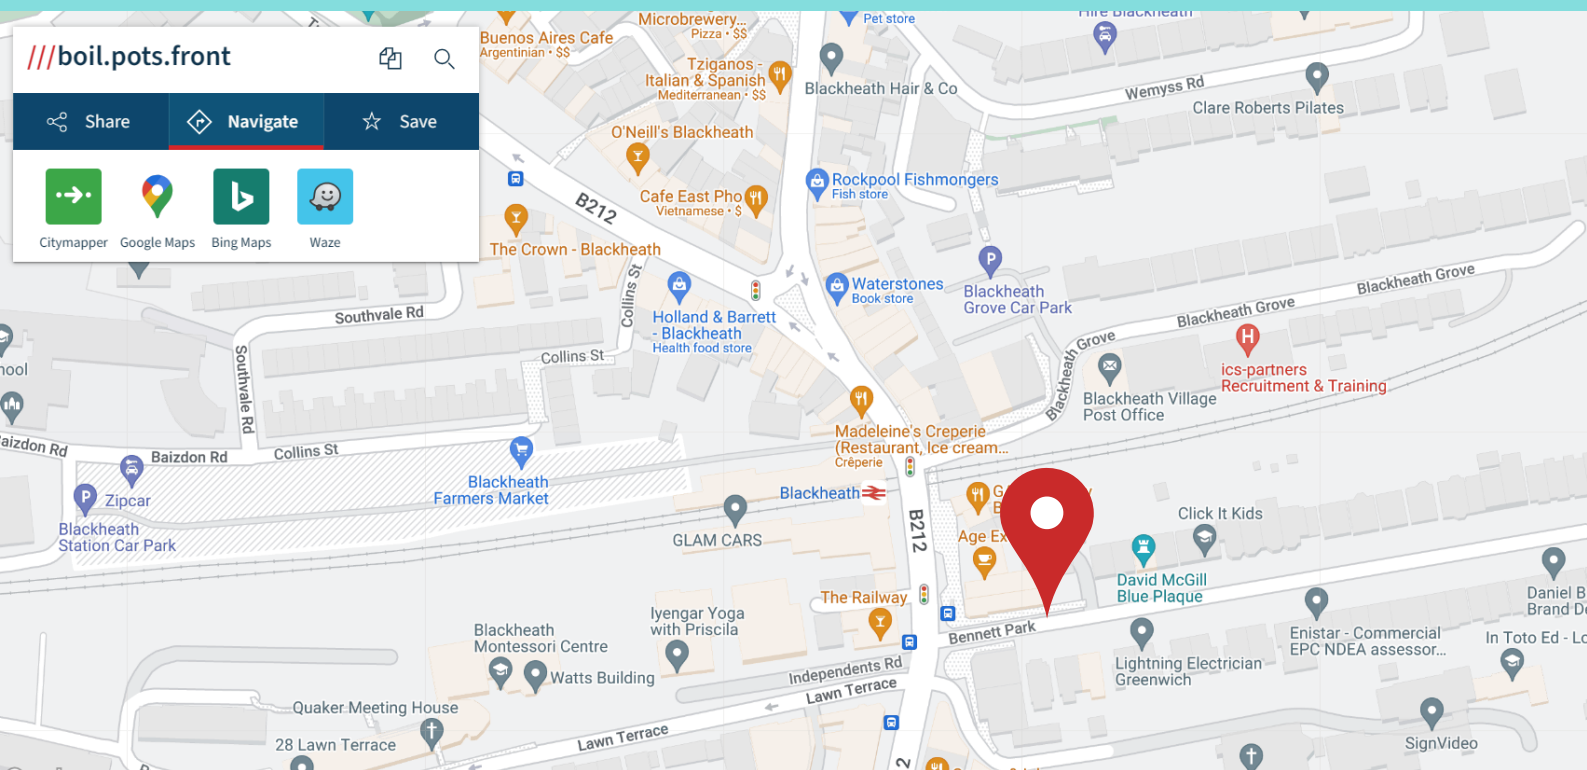 ///boil.pots.front
Share
Navigate
Save
Citymapper
Google Maps
Bing Maps
Waze
Buenos Aires Cafe
Argentinian • $$
Microbrewery...
Pizza • $$
Pet store
Hire Blackheath
Tziganos -
Italian & Spanish
Mediterranean • $$
Blackheath Hair & Co
Wemyss Rd
Clare Roberts Pilates
O'Neill's Blackheath
Cafe East Pho
Vietnamese • $
Rockpool Fishmongers
Fish store
B212
The Crown - Blackheath
Collins St
Southvale Rd
Holland & Barrett
- Blackheath
Health food store
Waterstones
Book store
P
Blackheath
Grove Car Park
Blackheath Grove
Blackheath Grove
Blackheath Grove
H
ics-partners
Recruitment & Training
Blackheath Village
Post Office
Collins St
Southvale Rd
Madeleine's Creperie
(Restaurant, Ice cream...
Crêperie
Baizdon Rd
Collins St
Zipcar
P
Blackheath
Station Car Park
Blackheath
Farmers Market
Blackheath
GLAM CARS
B212
Click It Kids
David McGill
Blue Plaque
The Railway
Bennett Park
Iyengar Yoga
with Priscila
Blackheath
Montessori Centre
Watts Building
Independents Rd
Lawn Terrace
Lightning Electrician
Greenwich
Enistar - Commercial
EPC NDEA assessor...
Daniel B
Brand
In Toto Ed - Lo
Quaker Meeting House
28 Lawn Terrace
Lawn Terrace
SignVideo